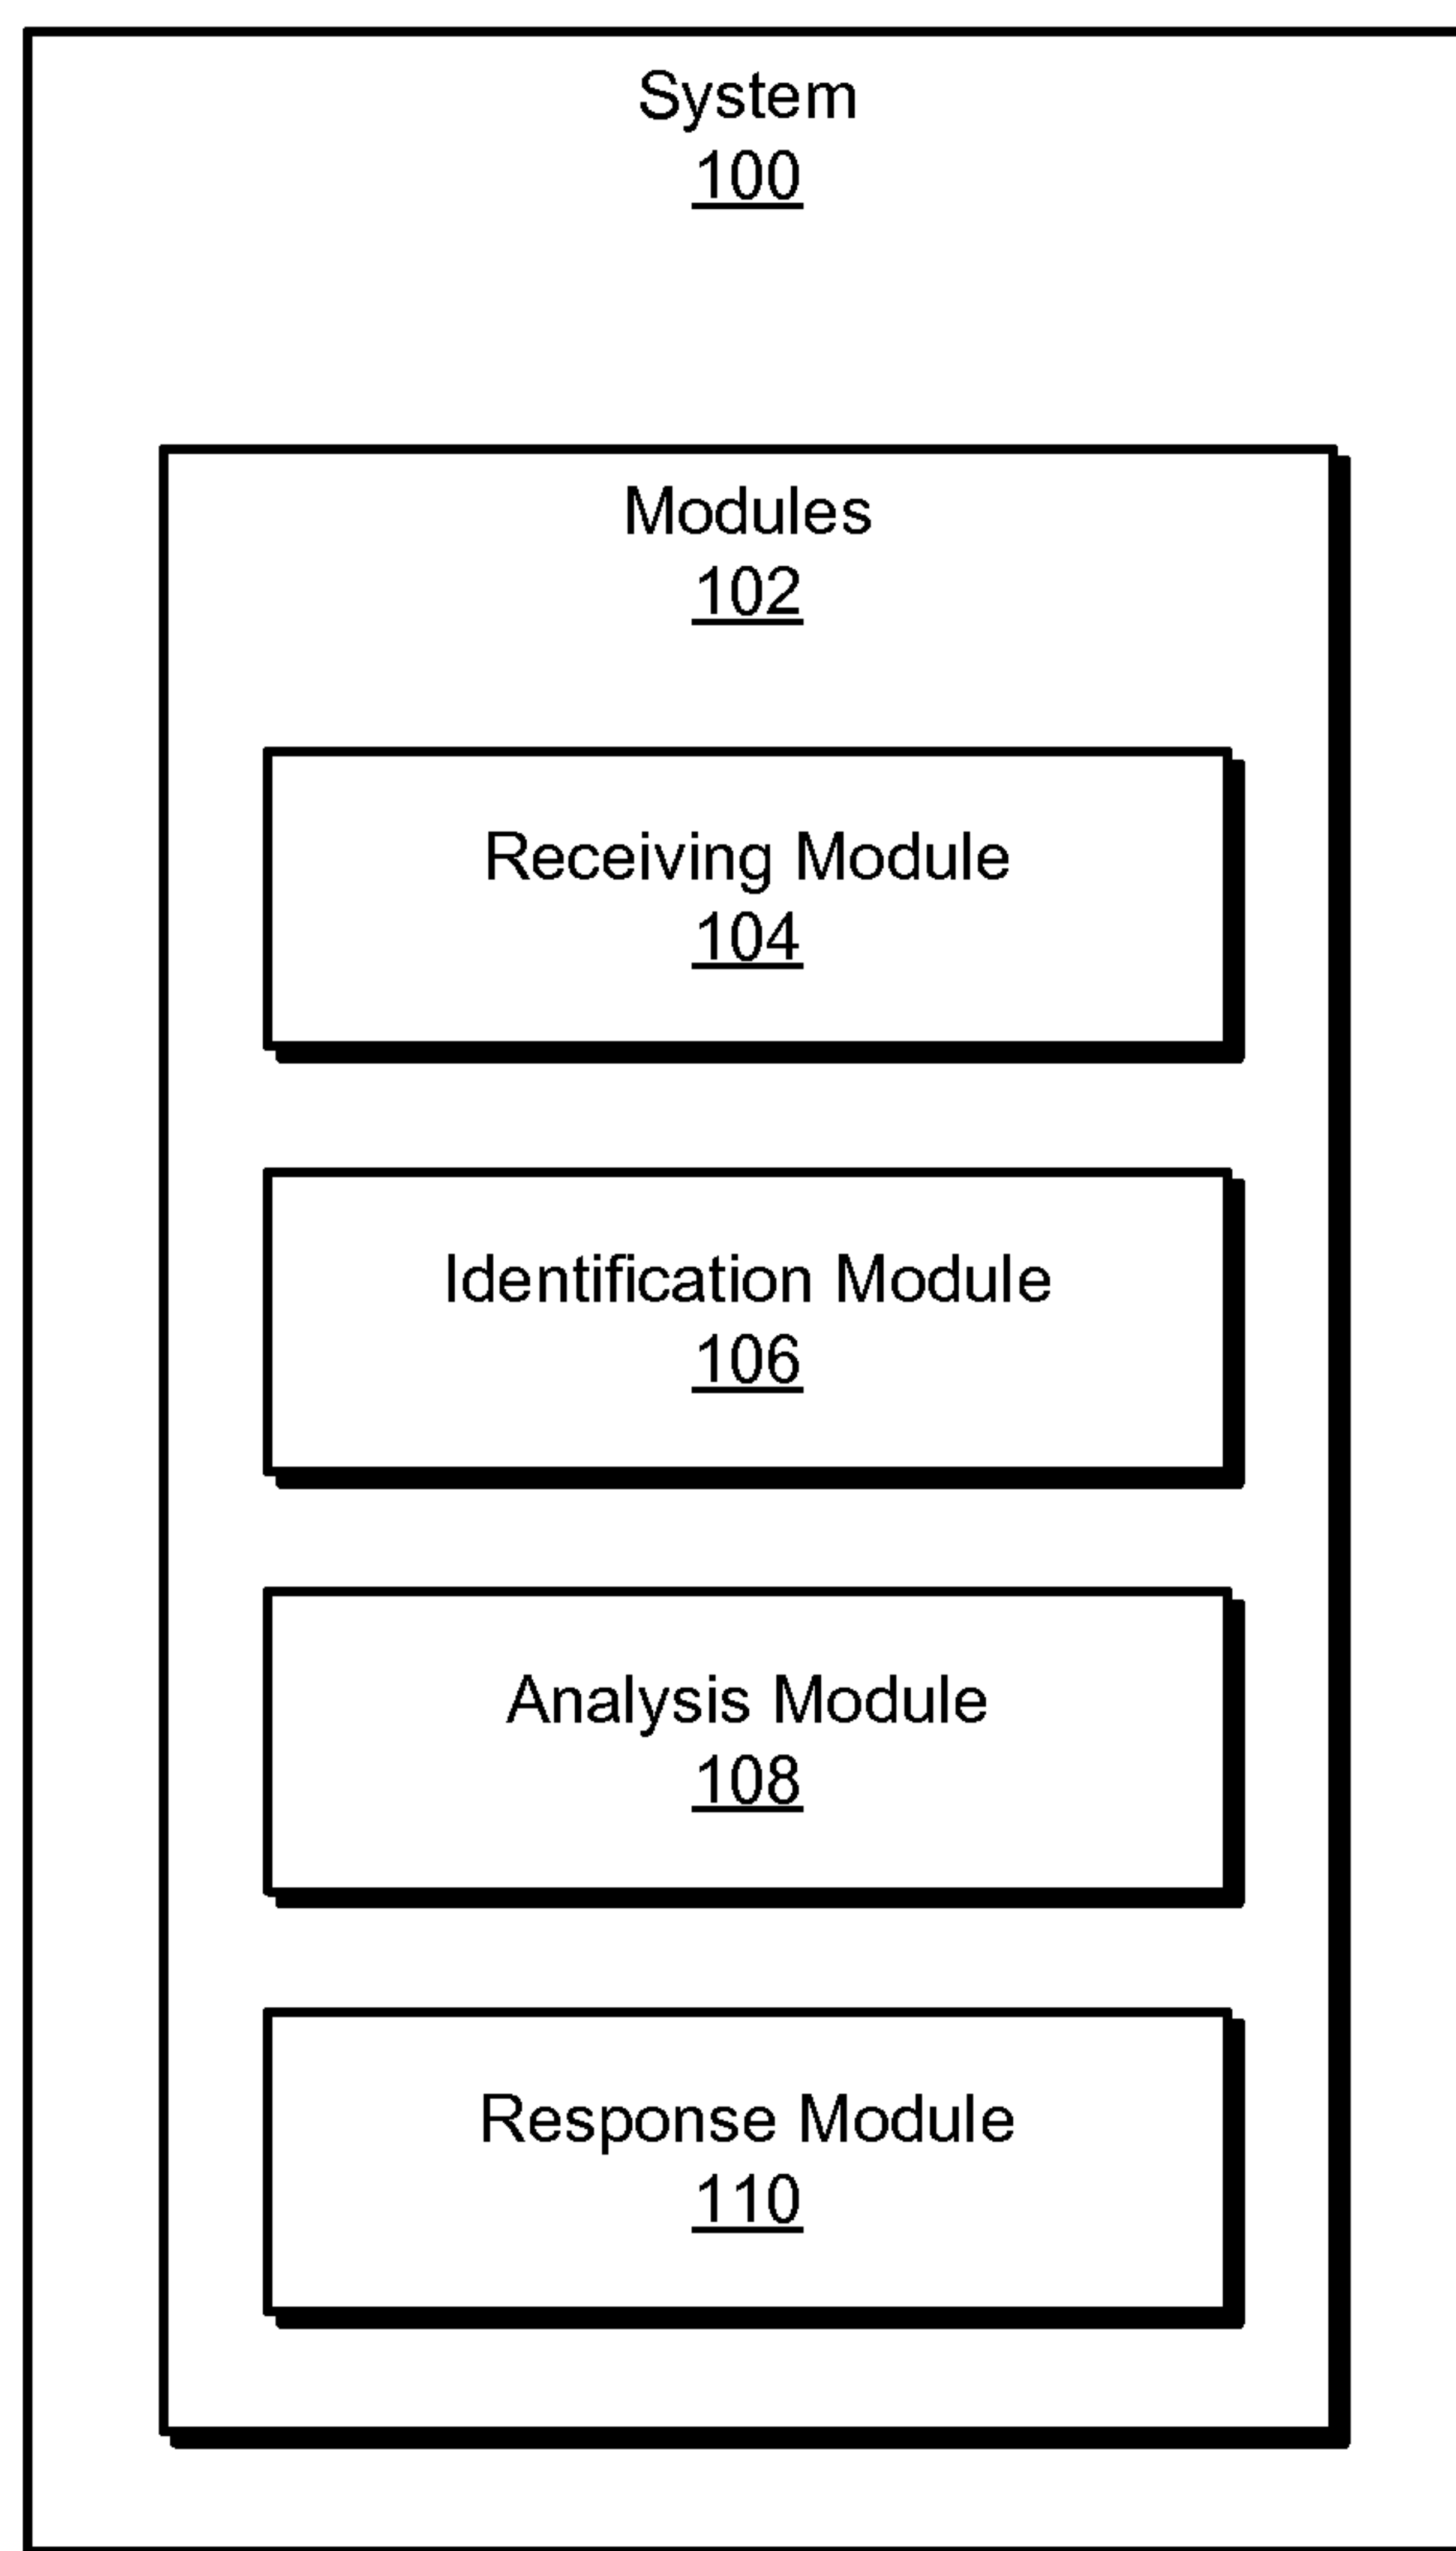 System
100
Modules
102
Receiving Module
104
Identification Module
106
Analysis Module
108
Response Module
110